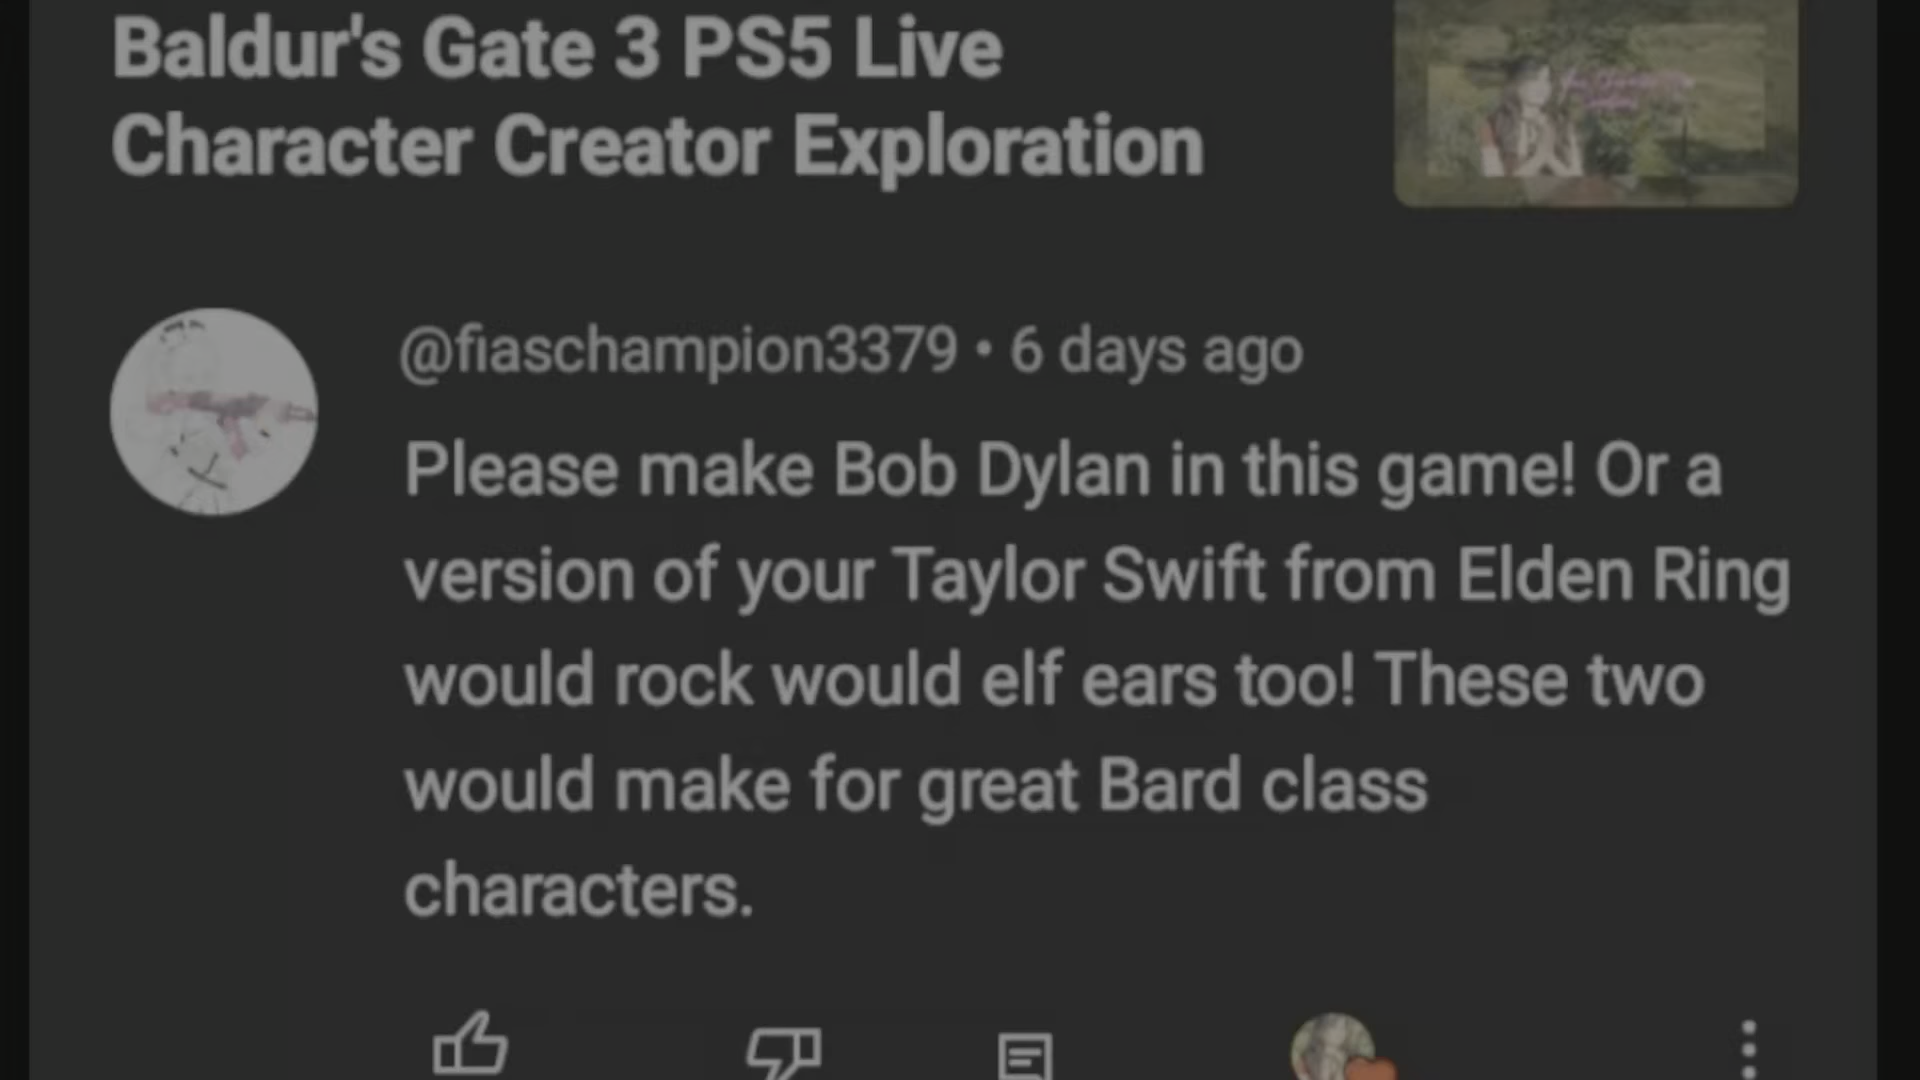 Baldur's Gate 3 PS5 Live
Character Creator Exploration
@fiaschampion3379 • 6 days ago
Please make Bob Dylan in this game! Or a
version of your Taylor Swift from Elden Ring
would rock would elf ears too! These two
would make for great Bard class
characters.